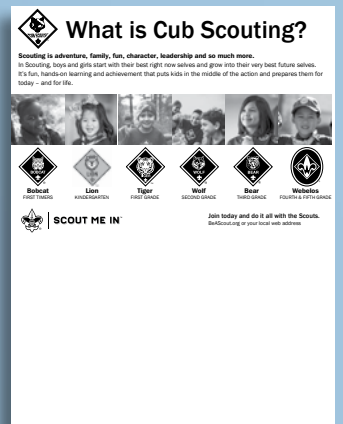 What is Cub Scouting?
Scouting is adventure, family, fun, character, leadership and so much more.
In Scouting, boys and girls start with their best right now selves and grow into their very best future selves.
It's fun, hands-on learning and achievement that puts kids in the middle of the action and prepares them for
today – and for life.
BOBCAT
LION
WOLF
BEAR
Bobcat
FIRST TIMERS
Lion
KINDERGARTEN
Tiger
FIRST GRADE
Wolf
SECOND GRADE
Bear
THIRD GRADE
Webelos
FOURTH & FIFTH GRADE
SCOUT ME IN
Join today and do it all with the Scouts.
BeAScout.org or your local web address